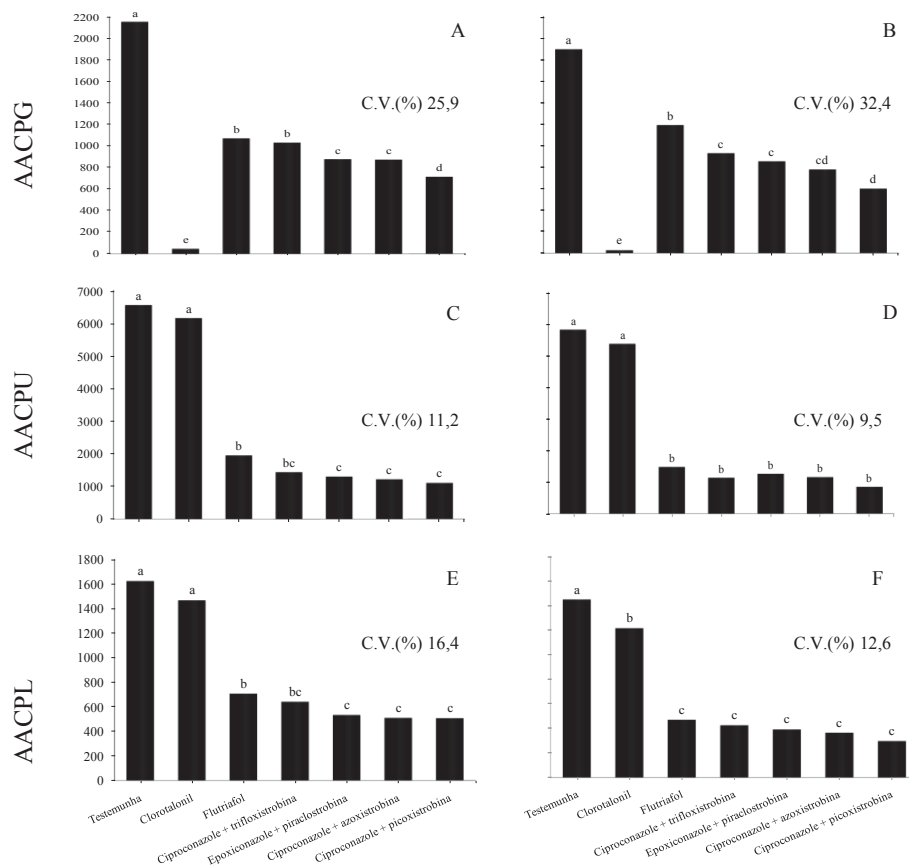 A
B
AACPG
2200
2000
1800
1600
1400
1200
1000
800
600
400
200
0
a
e
b
b
c
c
d
C.V.(%) 25,9
a
e
b
c
c
cd
d
C.V.(%) 32,4
C
D
AACPU
7000
6000
5000
4000
3000
2000
1000
0
a
a
b
bc
c
c
c
C.V.(%) 11,2
a
a
b
b
b
b
b
C.V.(%) 9,5
E
F
AACPL
1800
1600
1400
1200
1000
800
600
400
200
0
a
a
b
bc
c
c
c
C.V.(%) 16,4
a
b
c
c
c
c
c
C.V.(%) 12,6
Testemunha
Clorotalonil
Flutriafol
Ciproconazole + trifloxistrobina
Epoxiconazole + piraclostrobina
Ciproconazole + azoxistrobina
Ciproconazole + picoxistrobina
Testemunha
Clorotalonil
Flutriafol
Ciproconazole + trifloxistrobina
Epoxiconazole + piraclostrobina
Ciproconazole + azoxistrobina
Ciproconazole + picoxistrobina